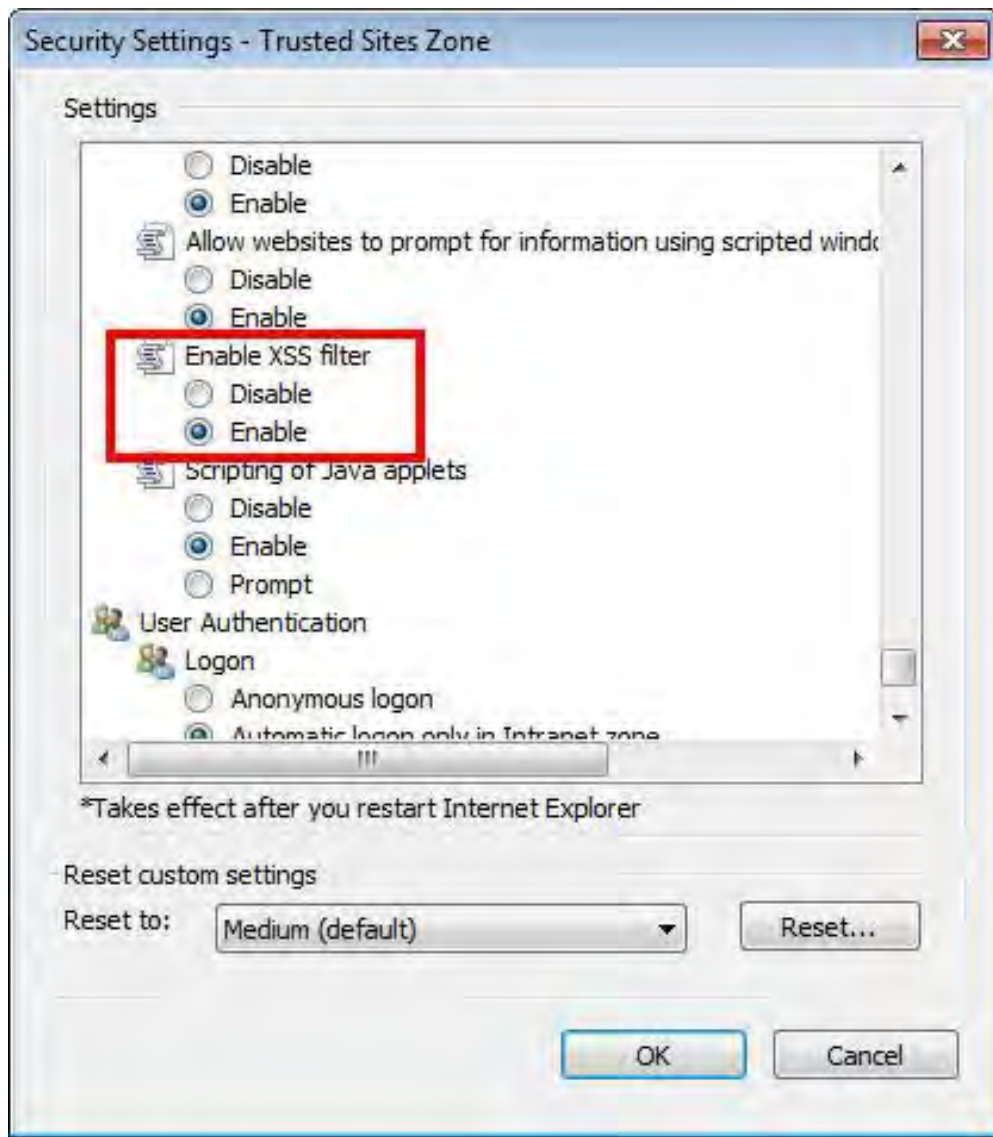 Security Settings - Trusted Sites Zone
Settings
Disable
Enable
Allow websites to prompt for information using scripted windo
Disable
Enable
Enable XSS filter
Disable
Enable
Scripting of Java applets
Disable
Enable
Prompt
User Authentication
Logon
Anonymous logon
Automatic logon only in Intranet zone
*Takes effect after you restart Internet Explorer
Reset custom settings
Reset to:
Medium (default)
Reset...
OK
Cancel